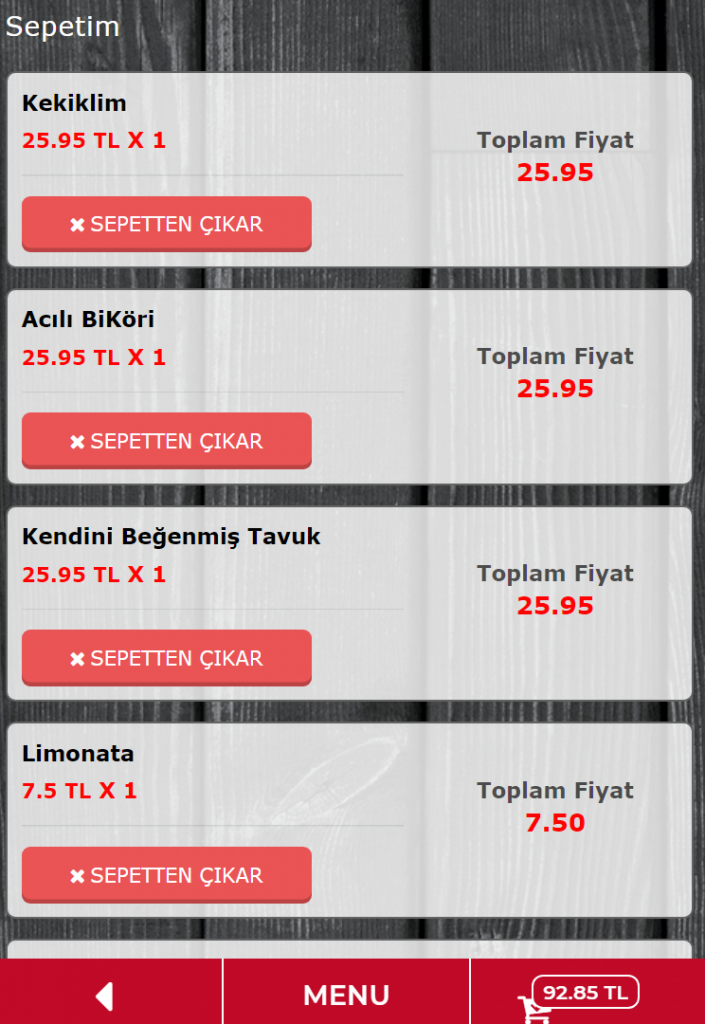 Sepetim
Kekiklim
25.95 TL X 1
Toplam Fiyat
25.95
✖ SEPETTEN ÇIKAR
Acılı BiKöri
25.95 TL X 1
Toplam Fiyat
25.95
✖ SEPETTEN ÇIKAR
Kendini Beğenmiş Tavuk
25.95 TL X 1
Toplam Fiyat
25.95
✖ SEPETTEN ÇIKAR
Limonata
7.5 TL X 1
Toplam Fiyat
7.50
✖ SEPETTEN ÇIKAR
MENU
92.85 TL